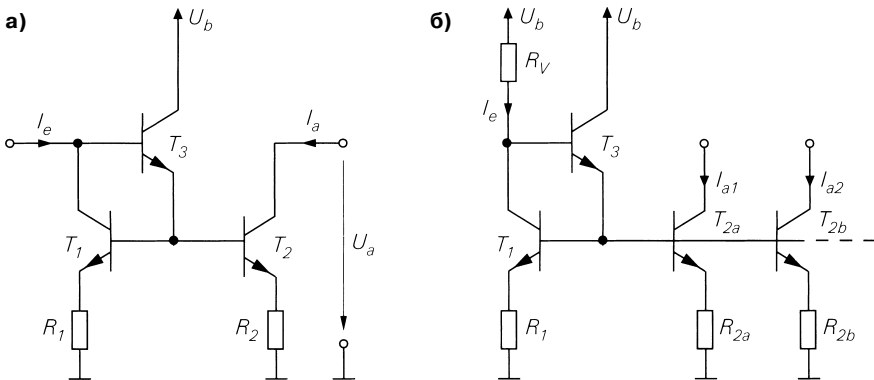 а)
U_b
I_e
T_3
I_a
T_1
T_2
U_a
R_1
R_2
б)
U_b
U_b
R_V
I_e
T_3
I_a1
I_a2
T_1
T_2a
T_2b
R_1
R_2a
R_2b